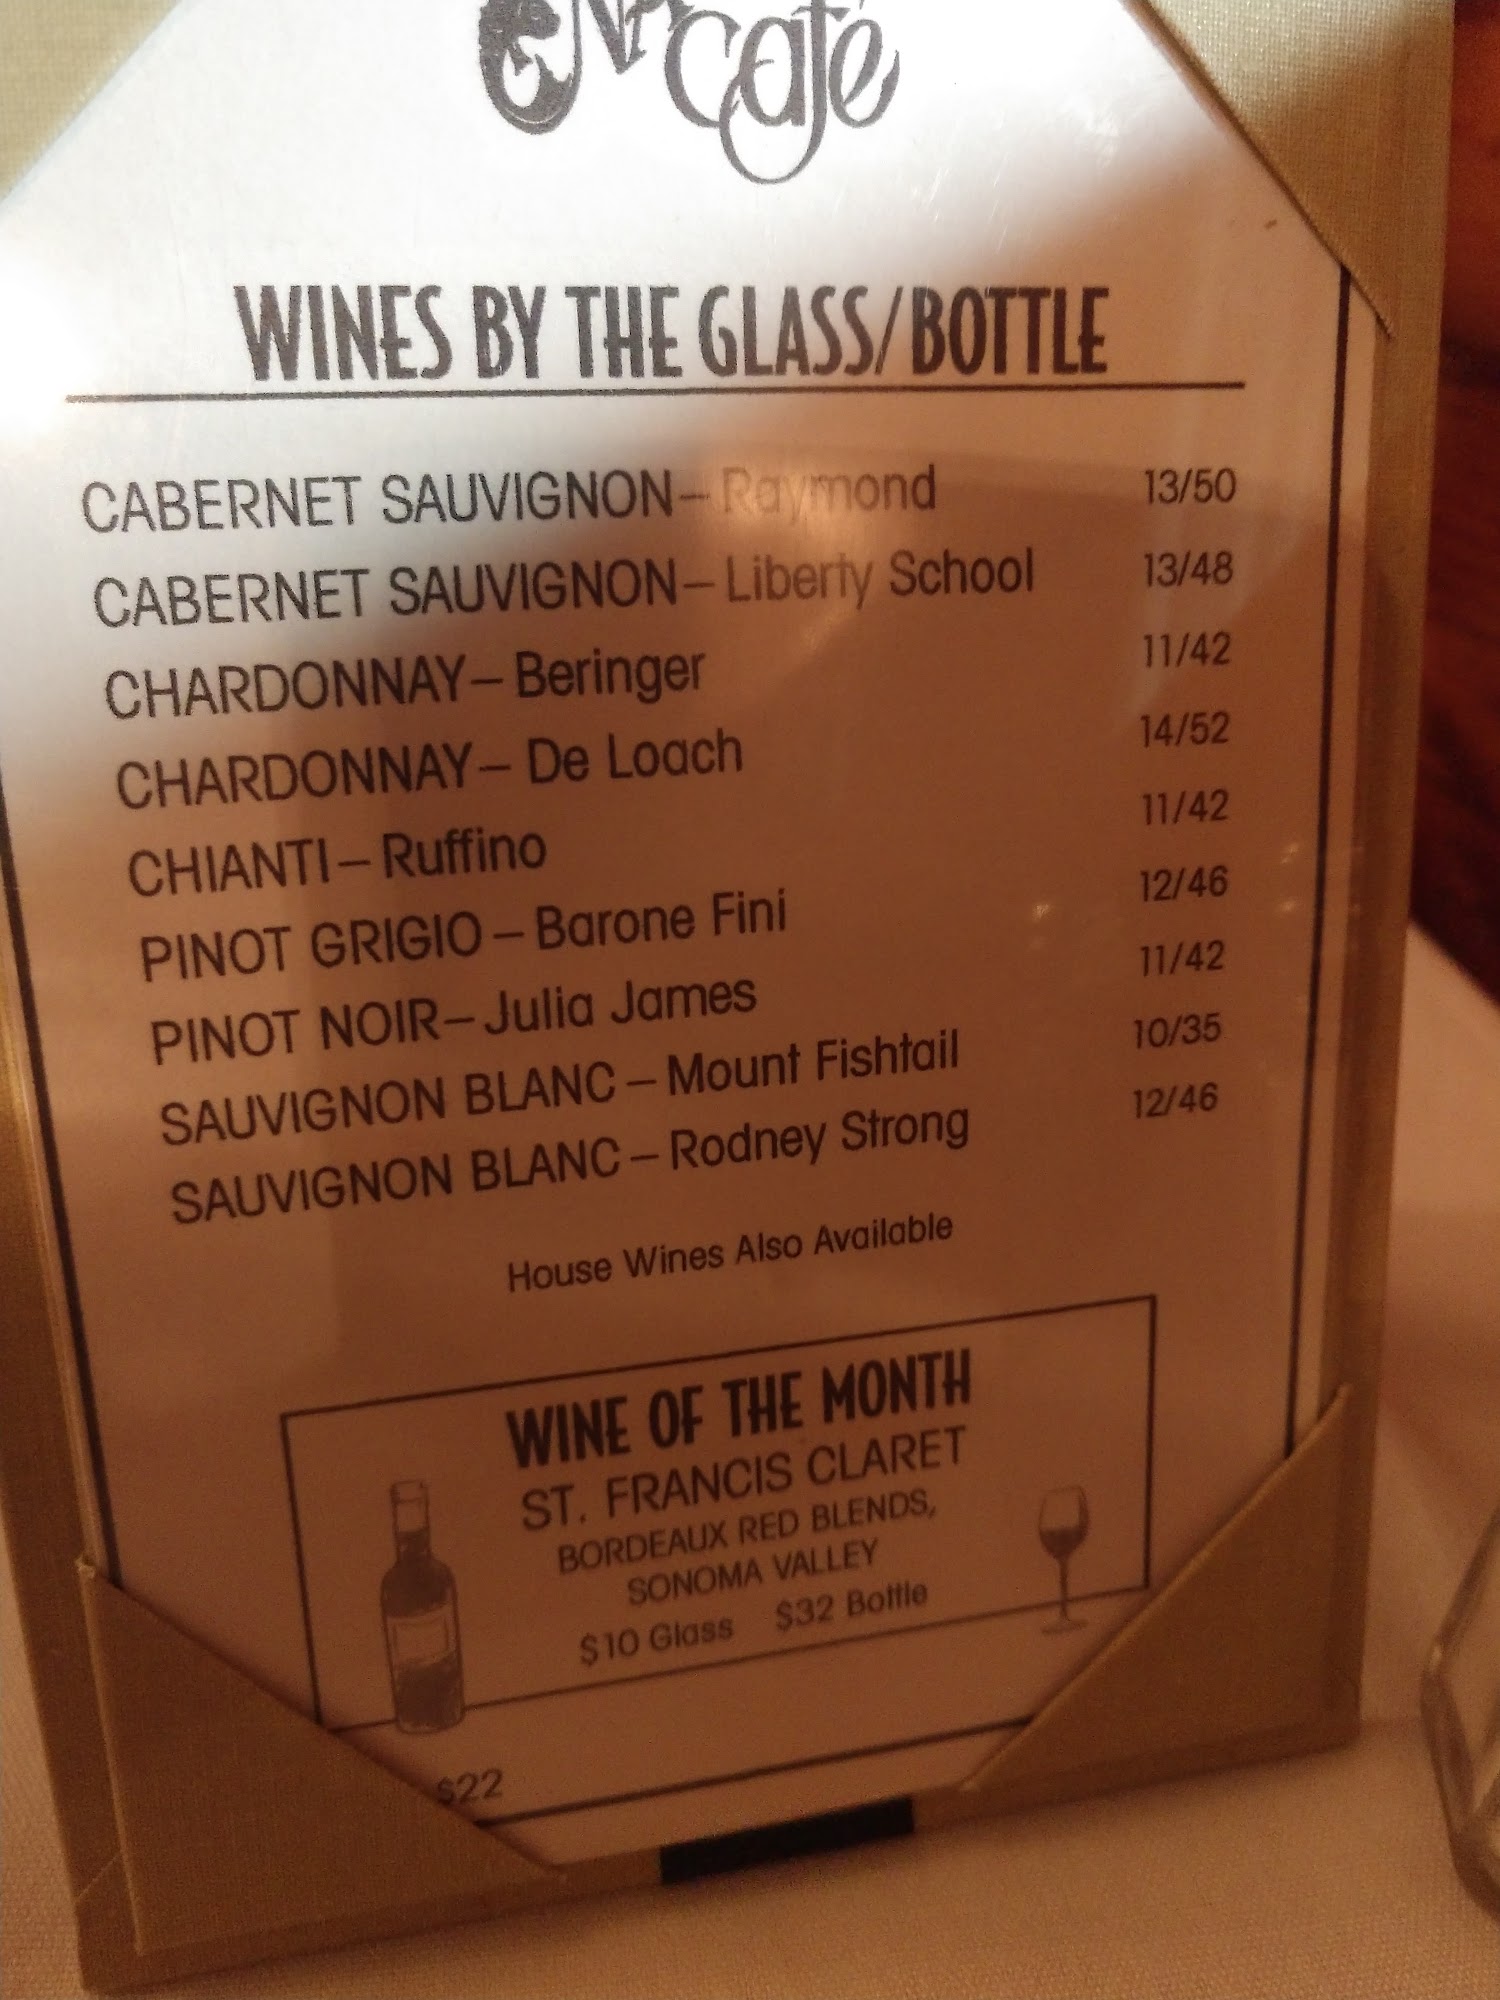 café
WINES BY THE GLASS/BOTTLE
CABERNET SAUVIGNON– Raymond 13/50
CABERNET SAUVIGNON– Liberty School 13/48
CHARDONNAY– Beringer 11/42
CHARDONNAY– De Loach 14/52
CHIANTI– Ruffino 11/42
PINOT GRIGIO – Barone Fini 12/46
PINOT NOIR– Julia James 11/42
SAUVIGNON BLANC – Mount Fishtail 10/35
SAUVIGNON BLANC – Rodney Strong 12/46
House Wines Also Available
WINE OF THE MONTH
ST. FRANCIS CLARET
BORDEAUX RED BLENDS,
SONOMA VALLEY
$10 Glass $32 Bottle
$22